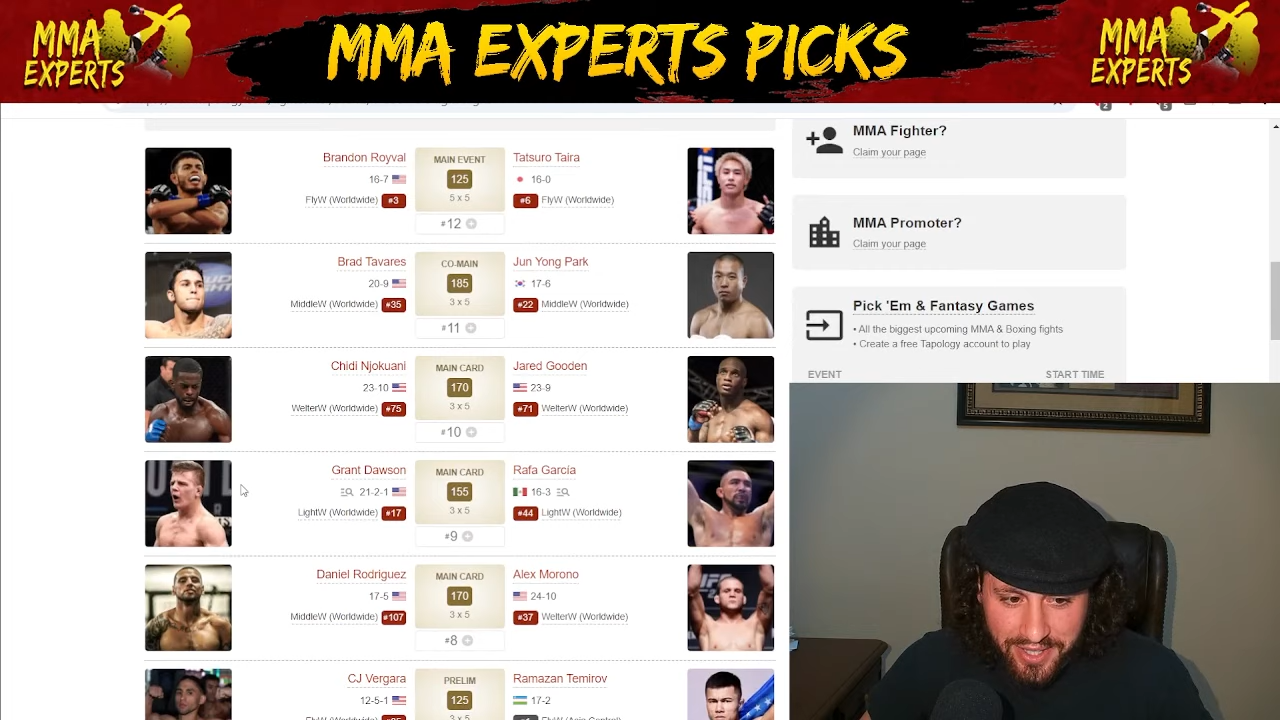 MMA EXPERTS
MMA EXPERTS PICKS
MMA EXPERTS
2
5
Brandon Royval
16-7
FlyW (Worldwide) #3
MAIN EVENT
125
5 x 5
#12
Tatsuro Taira
16-0
#6 FlyW (Worldwide)
Brad Tavares
20-9
MiddleW (Worldwide) #35
CO-MAIN
185
3 x 5
#11
Jun Yong Park
17-6
#22 MiddleW (Worldwide)
Chidi Njokuani
23-10
WelterW (Worldwide) #75
MAIN CARD
170
3 x 5
#10
Jared Gooden
23-9
#71 WelterW (Worldwide)
Grant Dawson
21-2-1
LightW (Worldwide) #17
MAIN CARD
155
3 x 5
#9
Rafa García
16-3
#44 LightW (Worldwide)
Daniel Rodriguez
17-5
MiddleW (Worldwide) #107
MAIN CARD
170
3 x 5
#8
Alex Morono
24-10
#37 WelterW (Worldwide)
CJ Vergara
12-5-1
PRELIM
125
Ramazan Temirov
17-2
MMA Fighter?
Claim your page
MMA Promoter?
Claim your page
Pick 'Em & Fantasy Games
• All the biggest upcoming MMA & Boxing fights
• Create a free Tapology account to play
EVENT
START TIME